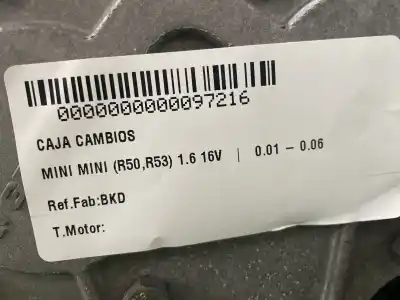 0000000000097216
CAJA CAMBIOS
MINI MINI (R50,R53) 1.6 16V | 0.01 - 0.06
Ref.Fab:BKD
T.Motor: